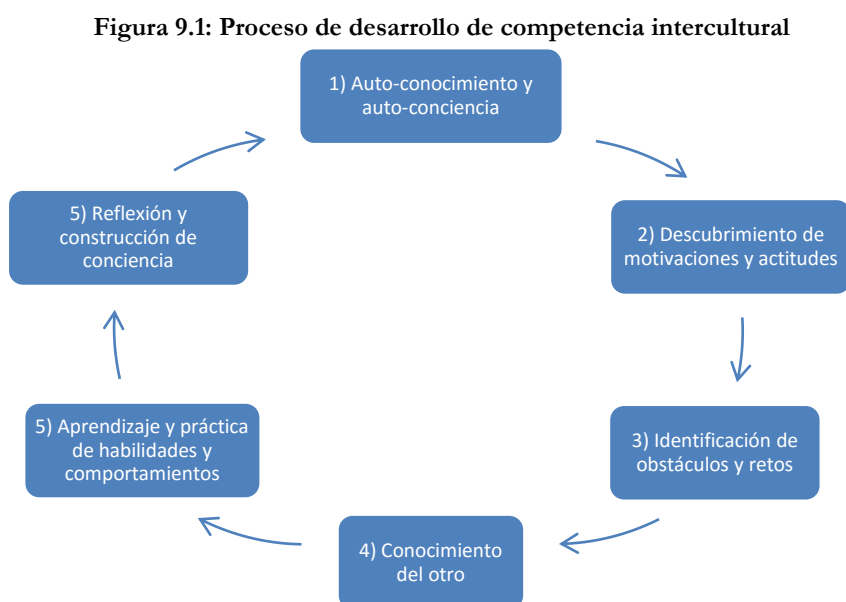 Figura 9.1: Proceso de desarrollo de competencia intercultural
1) Auto-conocimiento y
auto-conciencia
2) Descubrimiento de
motivaciones y actitudes
3) Identificación de
obstáculos y retos
4) Conocimiento
del otro
5) Aprendizaje y práctica
de habilidades y
comportamientos
5) Reflexión y
construcción de
conciencia